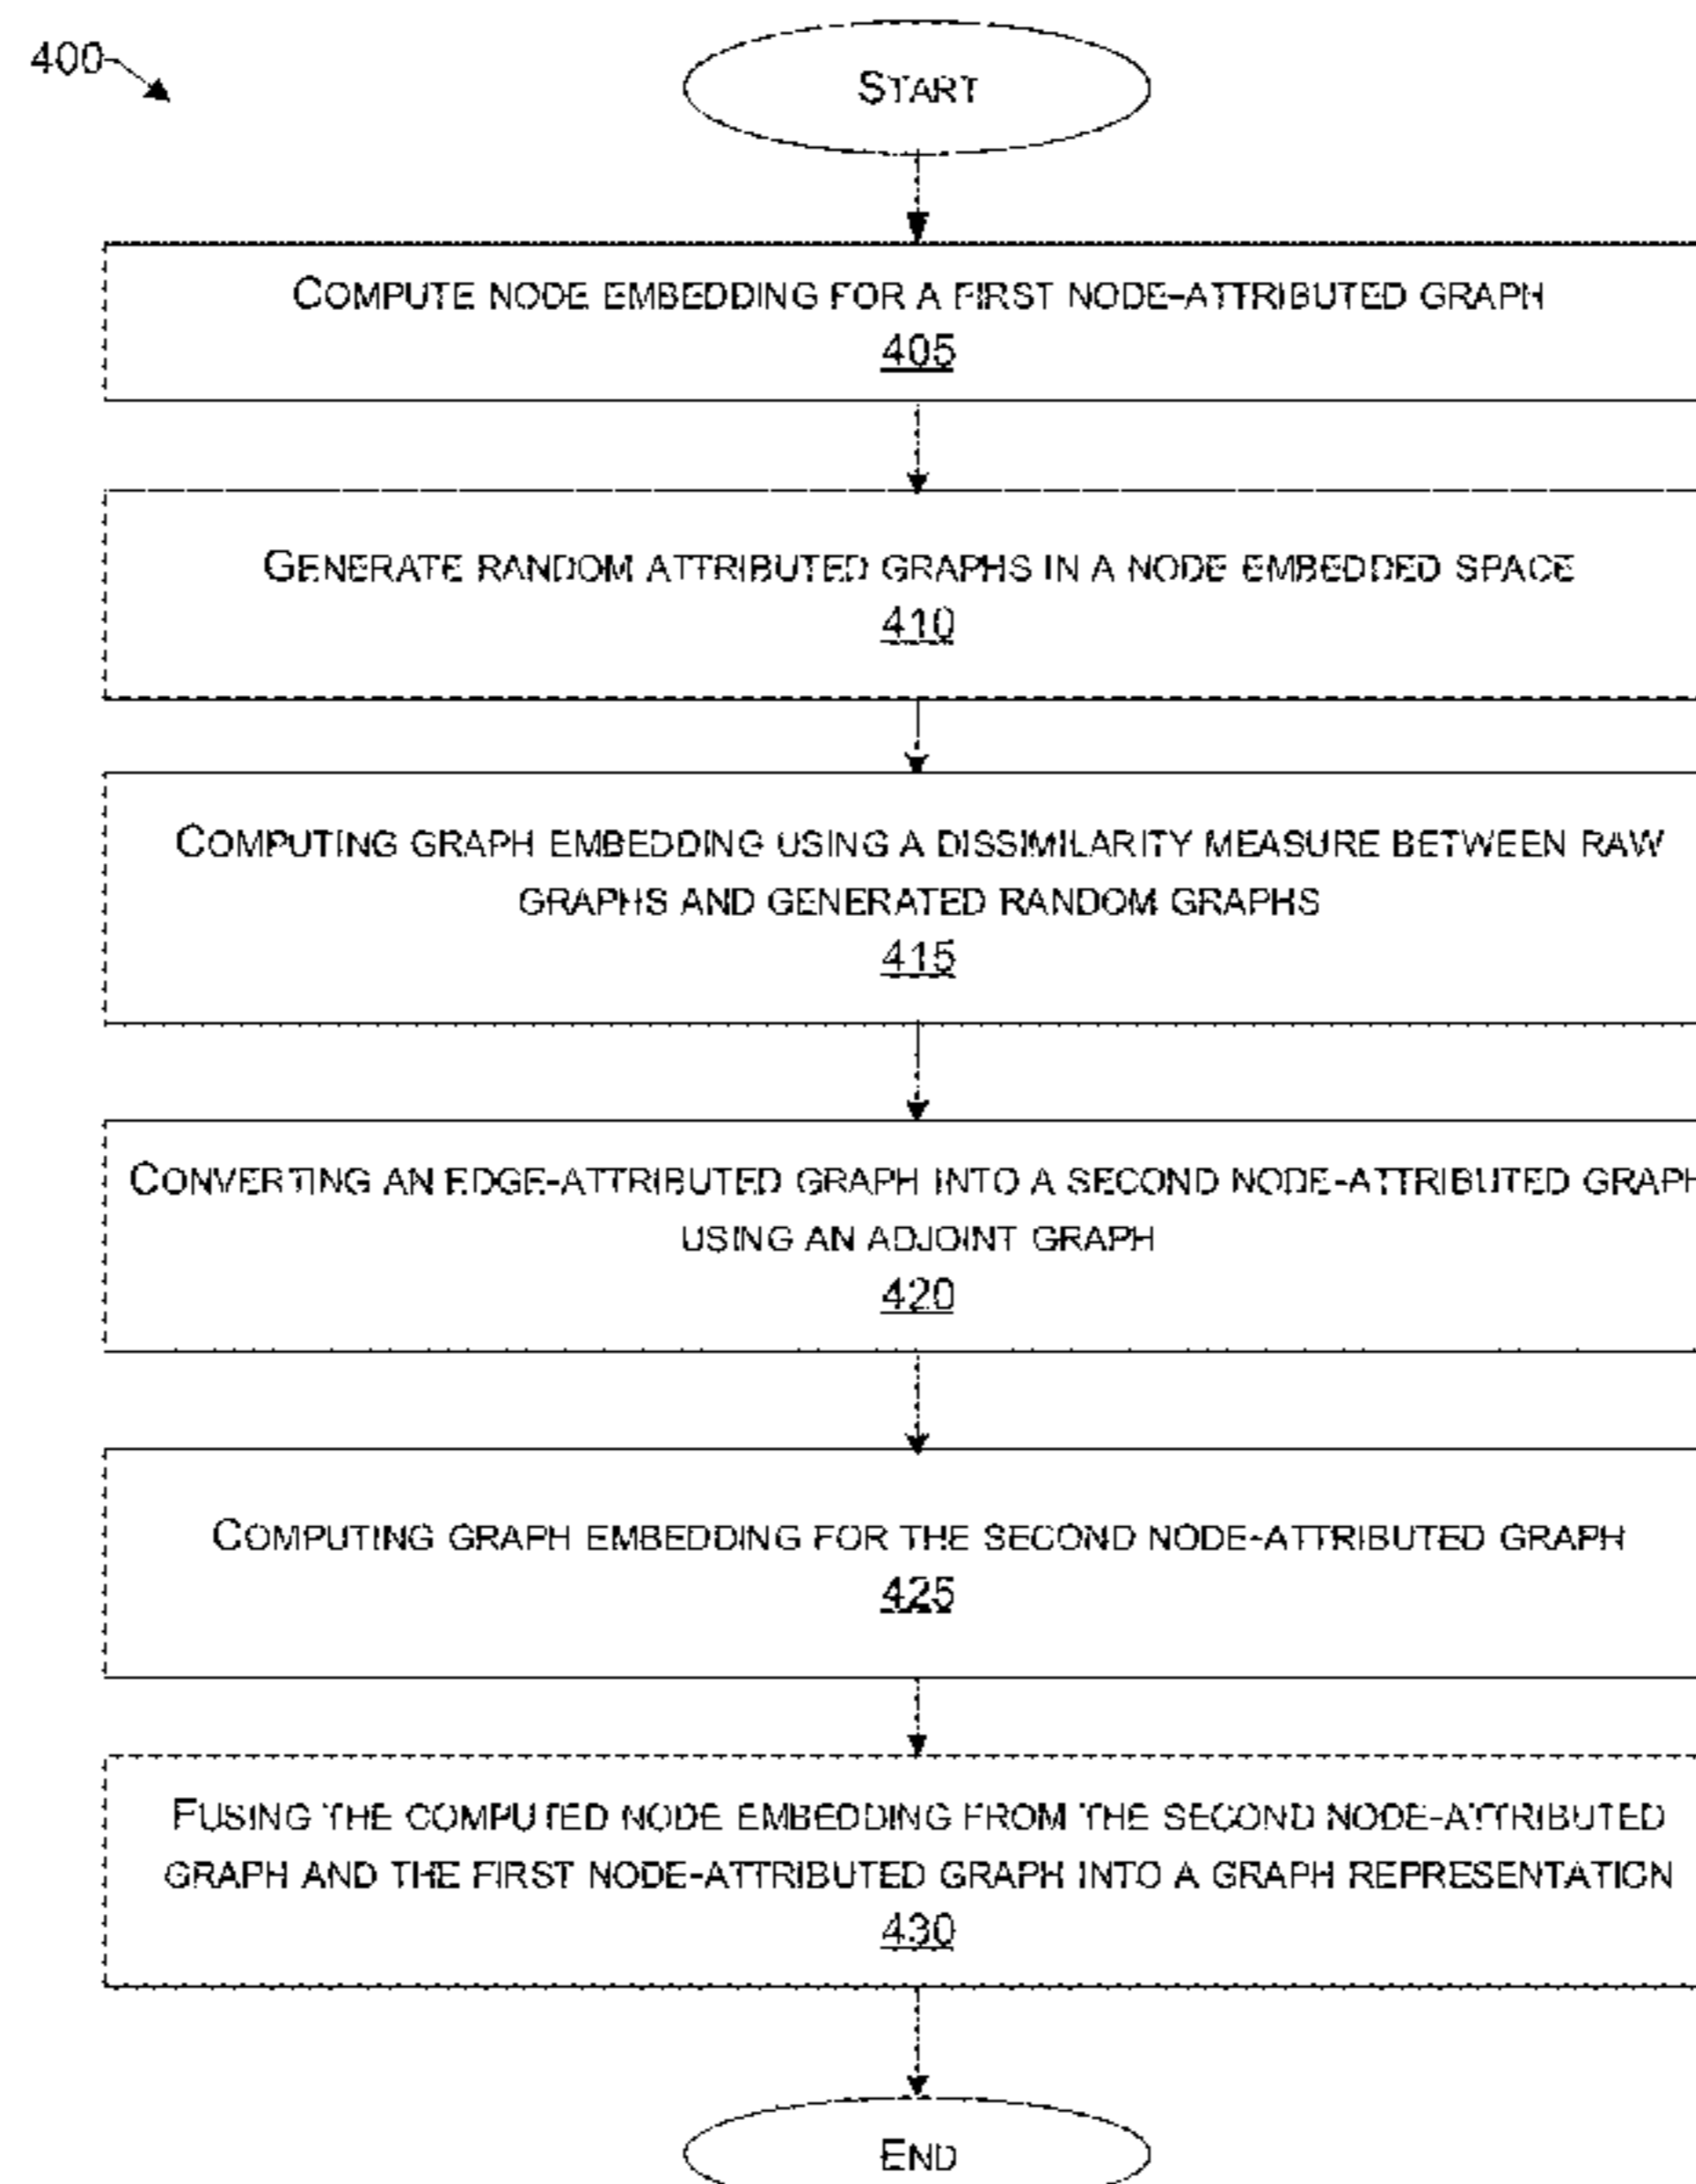 400
START
COMPUTE NODE EMBEDDING FOR A FIRST NODE-ATTRIBUTED GRAPH
405
GENERATE RANDOM ATTRIBUTED GRAPHS IN A NODE EMBEDDED SPACE
410
COMPUTING GRAPH EMBEDDING USING A DISSIMILARITY MEASURE BETWEEN RAW
GRAPHS AND GENERATED RANDOM GRAPHS
415
CONVERTING AN EDGE-ATTRIBUTED GRAPH INTO A SECOND NODE-ATTRIBUTED GRAPH
USING AN ADJOINT GRAPH
420
COMPUTING GRAPH EMBEDDING FOR THE SECOND NODE-ATTRIBUTED GRAPH
425
FUSING THE COMPUTED NODE EMBEDDING FROM THE SECOND NODE-ATTRIBUTED
GRAPH AND THE FIRST NODE-ATTRIBUTED GRAPH INTO A GRAPH REPRESENTATION
430
END